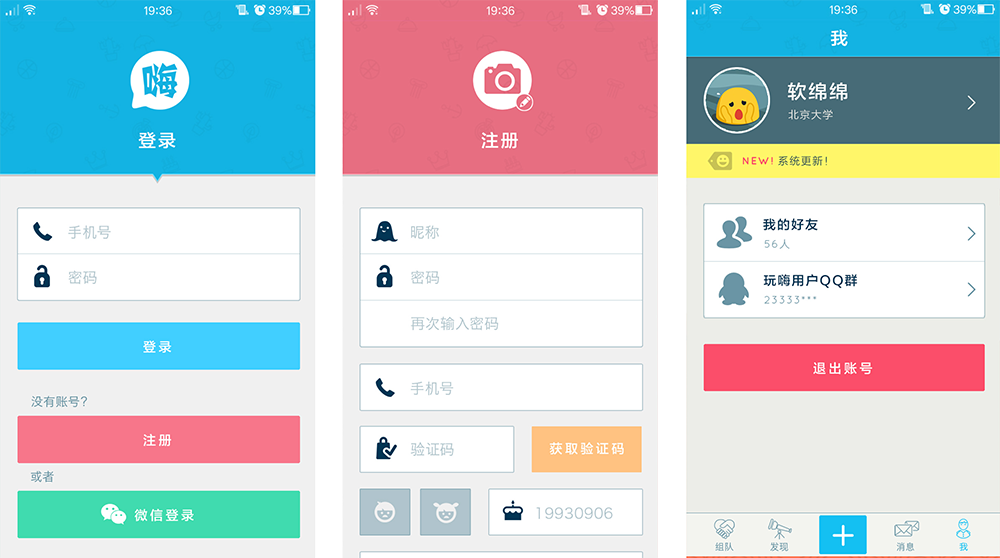 19:36
39%
嗨
登录
手机号
密码
登录
没有账号？
注册
或者
微信登录
19:36
39%
注册
昵称
密码
再次输入密码
手机号
验证码
获取验证码
19930906
19:36
39%
我
软绵绵
北京大学
NEW! 系统更新!
我的好友
56人
玩嗨用户QQ群
23333***
退出账号
组队
发现
消息
我